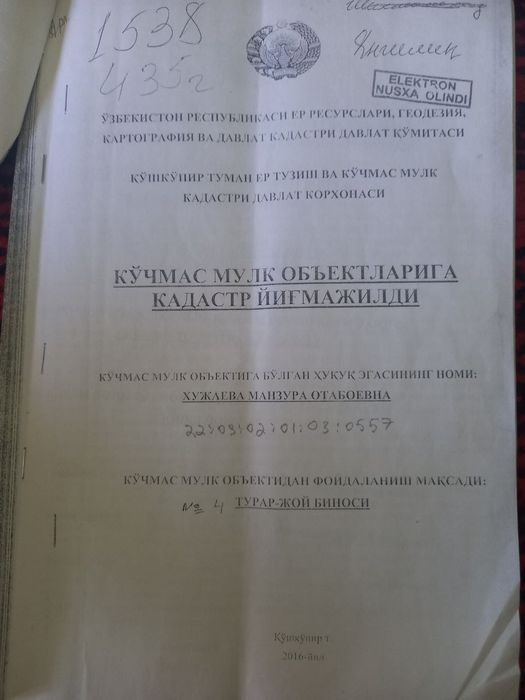 1538
435г
Янгилиқ
ELEKTRON
NUSXA OLINDI
ЎЗБЕКИСТОН РЕСПУБЛИКАСИ ЕР РЕСУРСЛАРИ, ГЕОДЕЗИЯ,
КАРТОГРАФИЯ ВА ДАВЛАТ КАДАСТРИ ДАВЛАТ ҚЎМИТАСИ
ҚЎШКЎПИР ТУМАН ЕР ТУЗИШ ВА КЎЧМАС МУЛК
КАДАСТРИ ДАВЛАТ КОРХОНАСИ
КЎЧМАС МУЛК ОБЪЕКТЛАРИГА
КАДАСТР ЙИҒМАЖИЛДИ
КЎЧМАС МУЛК ОБЪЕКТИГА БЎЛГАН ҲУҚУҚ ЭГАСИНИНГ НОМИ:
ХУЖАЕВА МАНЗУРА ОТАБОЕВНА
22:03:02:01:03:0557
КЎЧМАС МУЛК ОБЪЕКТИДАН ФОЙДАЛАНИШ МАҚСАДИ:
№ 4 ТУРАР-ЖОЙ БИНОСИ
Қўшкўпир т.
2016-йил